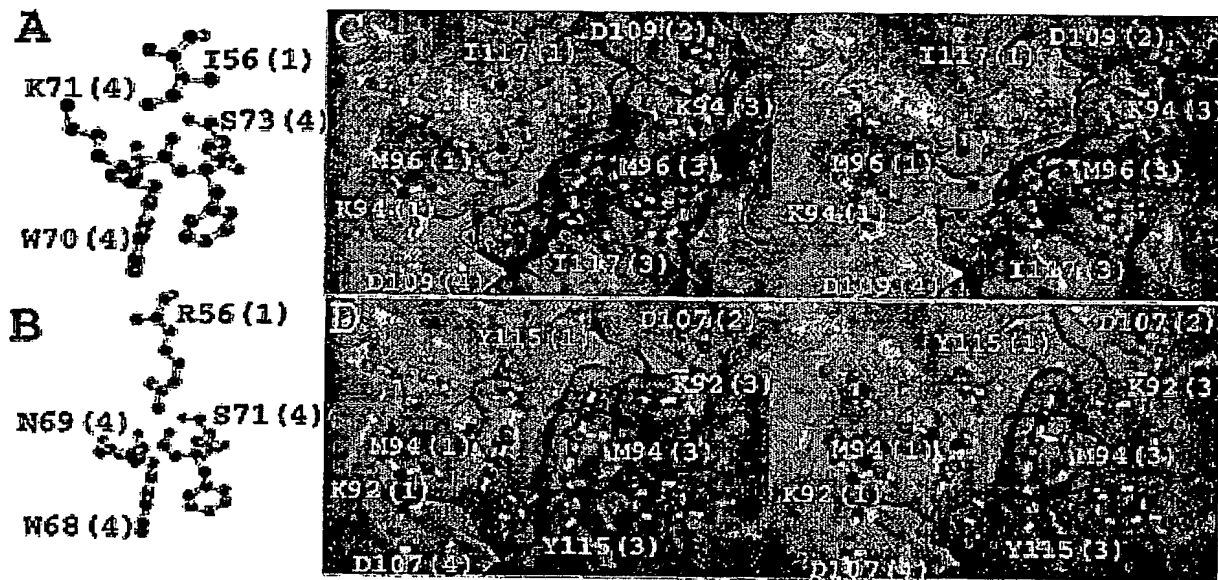 A
I56(1)
K71(4)
S73(4)
W70(4)
B
R56(1)
N69(4)
S71(4)
W68(4)
C
D109(2)
I117(1)
K94(3)
M96(1)
M96(3)
K94(1)
I117(3)
D109(4)
D109(2)
I117(1)
K94(3)
M96(1)
M96(3)
K94(1)
I117(3)
D109(4)
D
D107(2)
Y115(1)
K92(3)
M94(1)
M94(3)
K92(1)
Y115(3)
D107(4)
D107(2)
Y115(1)
K92(3)
M94(1)
M94(3)
K92(1)
Y115(3)
D107(4)